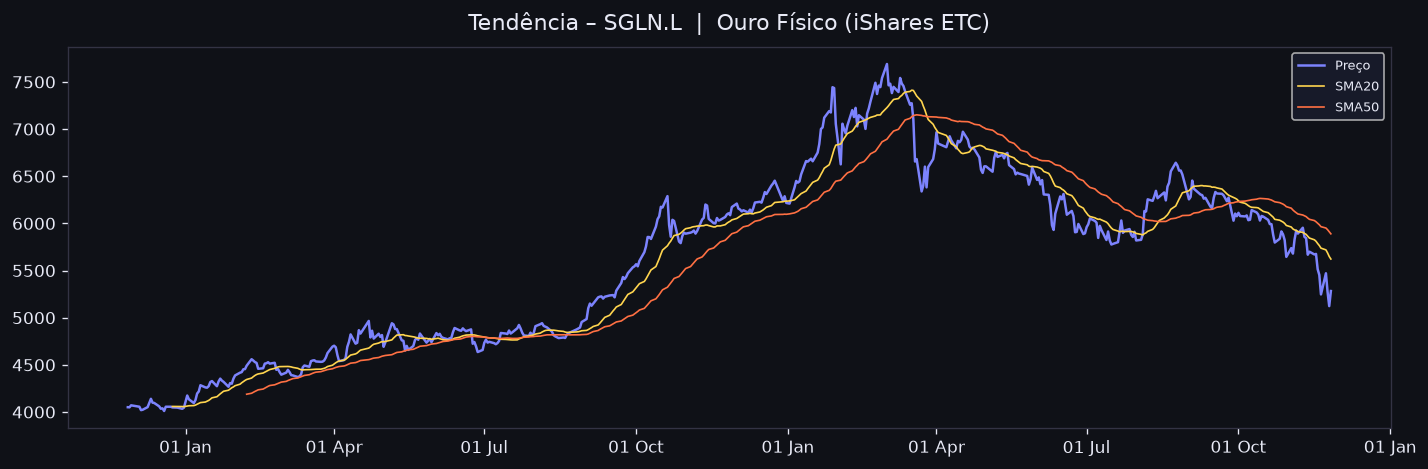 Tendência – SGLN.L | Ouro Físico (iShares ETC)
Preço
SMA20
SMA50
7500
7000
6500
6000
5500
5000
4500
4000
01 Jan
01 Apr
01 Jul
01 Oct
01 Jan
01 Apr
01 Jul
01 Oct
01 Jan